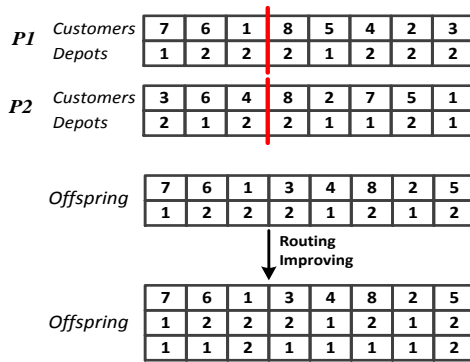 P1 Customers 7 6 1 8 5 4 2 3
Depots 1 2 2 2 1 2 2 2
P2 Customers 3 6 4 8 2 7 5 1
Depots 2 1 2 2 1 1 2 1
Offspring 7 6 1 3 4 8 2 5
1 2 2 2 1 2 1 2
Routing
Improving
Offspring 7 6 1 3 4 8 2 5
1 2 2 2 1 2 1 2
1 1 2 1 1 1 1 2